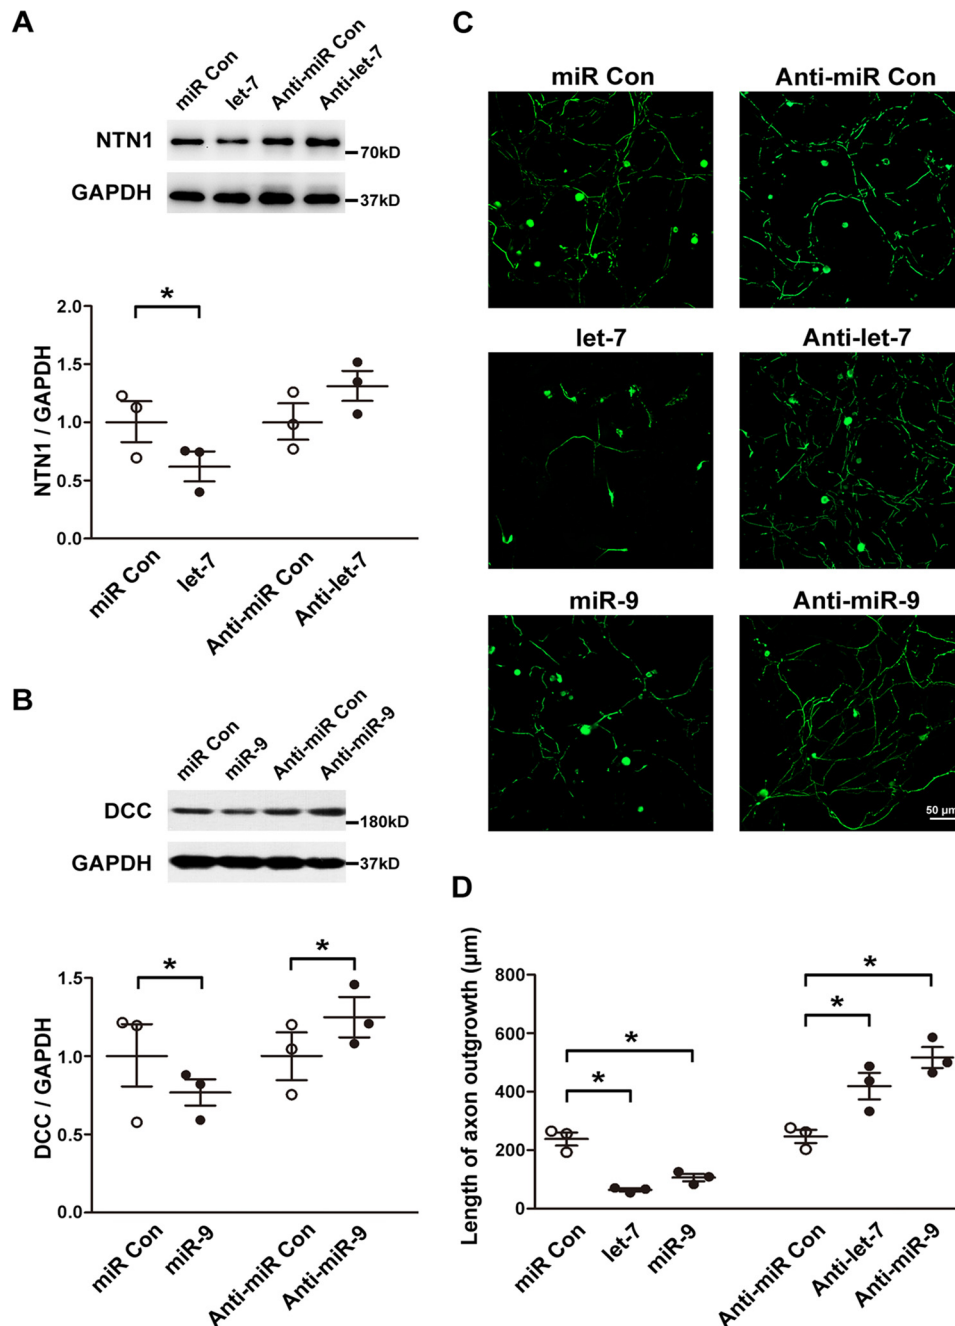 A
miR Con
let-7
Anti-miR Con
Anti-let-7
NTN1
70kD
GAPDH
37kD
*
NTN1 / GAPDH
2.0
1.5
1.0
0.5
0.0
miR Con
let-7
Anti-miR Con
Anti-let-7
B
miR Con
miR-9
Anti-miR Con
Anti-miR-9
DCC
180kD
GAPDH
37kD
*
*
DCC / GAPDH
1.5
1.0
0.5
0.0
miR Con
miR-9
Anti-miR Con
Anti-miR-9
C
miR Con
Anti-miR Con
let-7
Anti-let-7
miR-9
Anti-miR-9
50 µm
D
Length of axon outgrowth (µm)
800
600
400
200
0
*
*
*
*
miR Con
let-7
miR-9
Anti-miR Con
Anti-let-7
Anti-miR-9